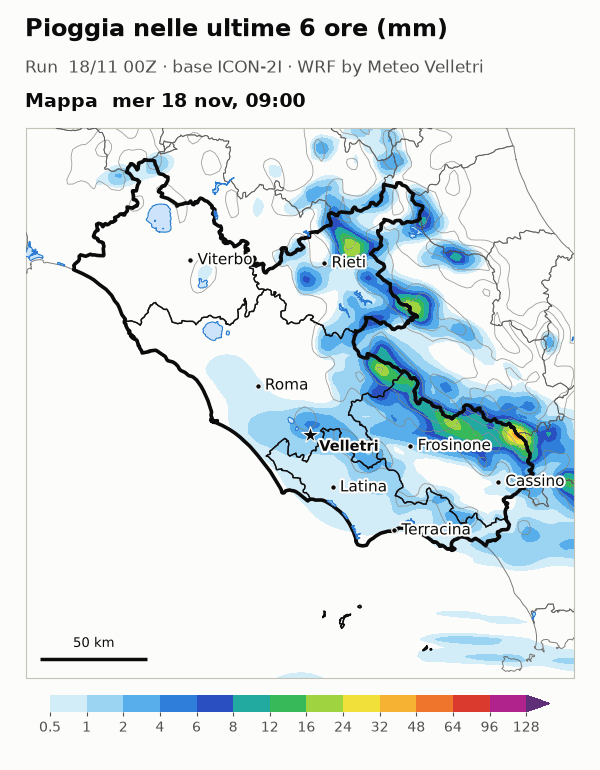 Pioggia nelle ultime 6 ore (mm)
Run  18/11 00Z · base ICON-2I · WRF by Meteo Velletri
Mappa  mer 18 nov, 09:00
Viterbo
Rieti
Roma
Velletri
Frosinone
Cassino
Latina
Terracina
50 km
0.5 1 2 4 6 8 12 16 24 32 48 64 96 128